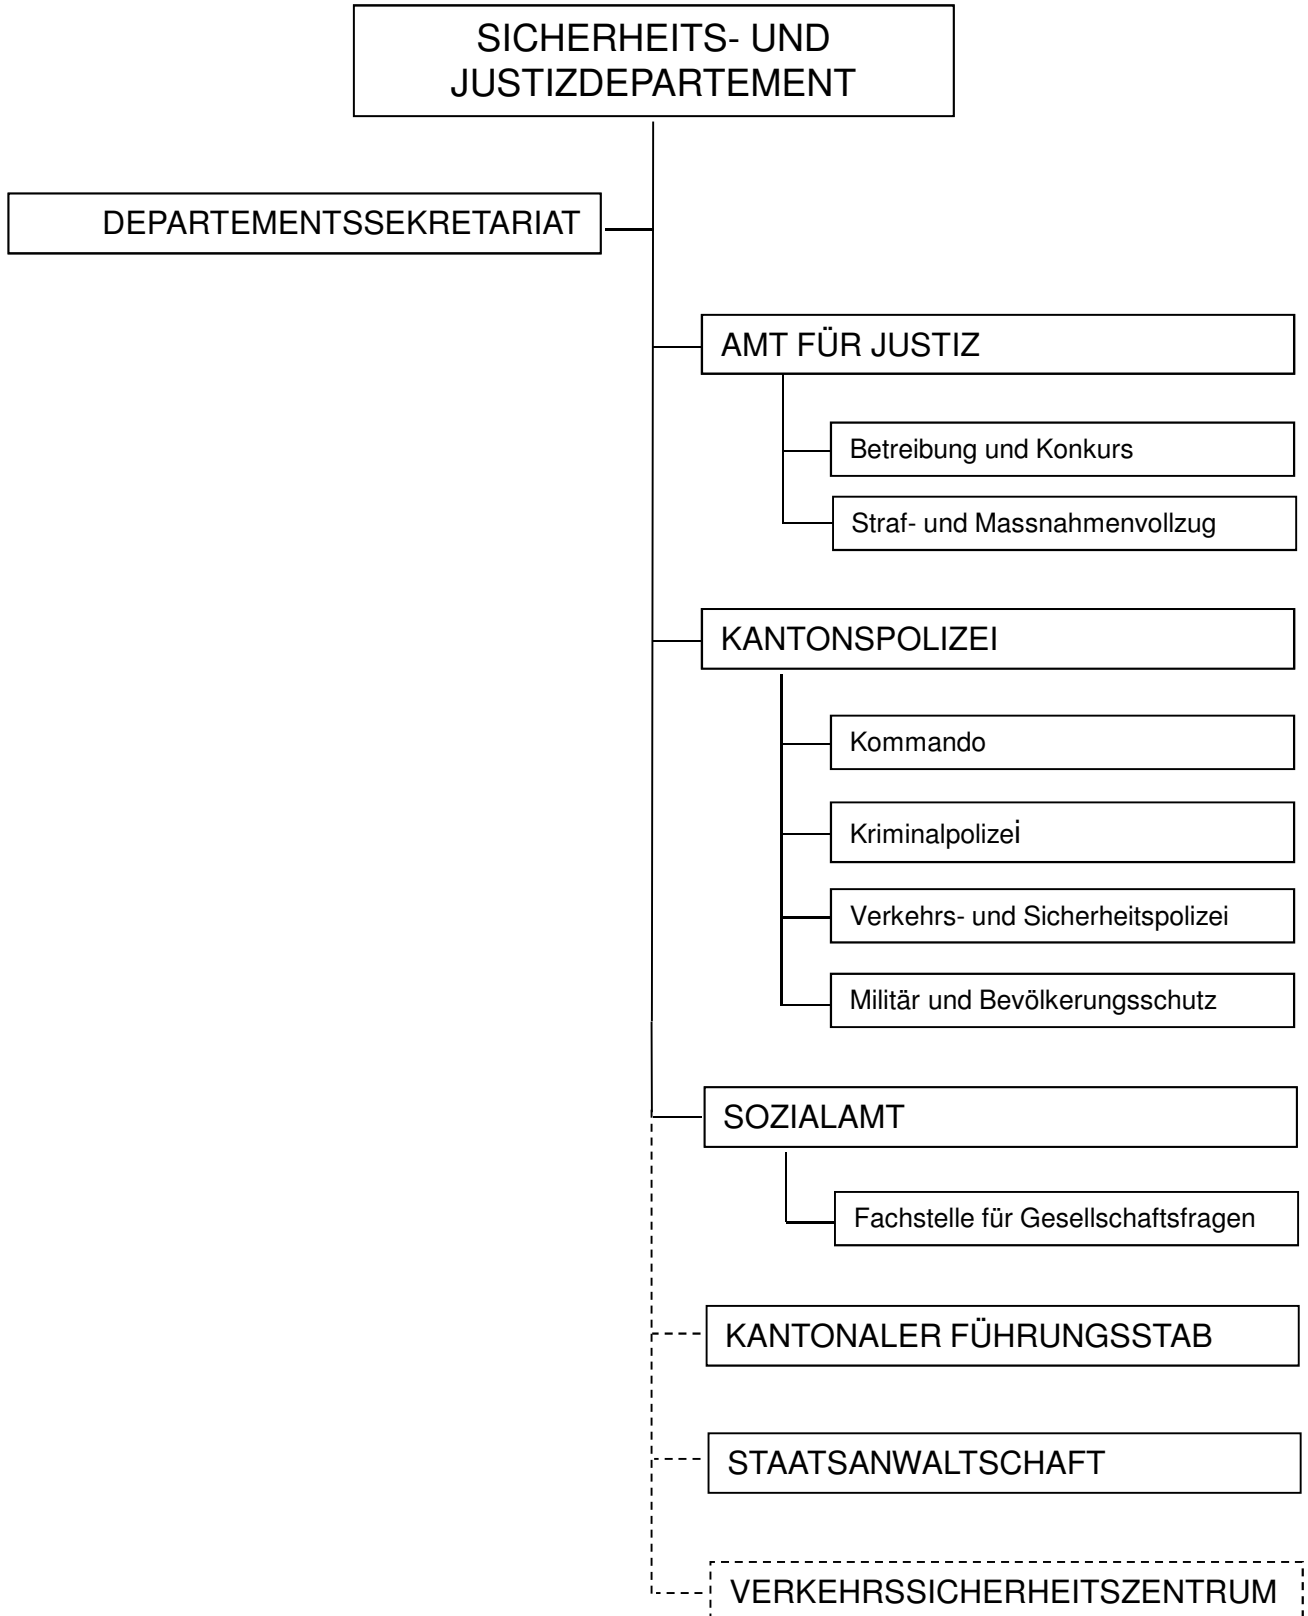 SICHERHEITS- UND
JUSTIZDEPARTEMENT
DEPARTEMENTSSEKRETARIAT
AMT FÜR JUSTIZ
Betreibung und Konkurs
Straf- und Massnahmenvollzug
KANTONSPOLIZEI
Kommando
Kriminalpolizei
Verkehrs- und Sicherheitspolizei
Militär und Bevölkerungsschutz
SOZIALAMT
Fachstelle für Gesellschaftsfragen
KANTONALER FÜHRUNGSSTAB
STAATSANWALTSCHAFT
VERKEHRSSICHERHEITSZENTRUM